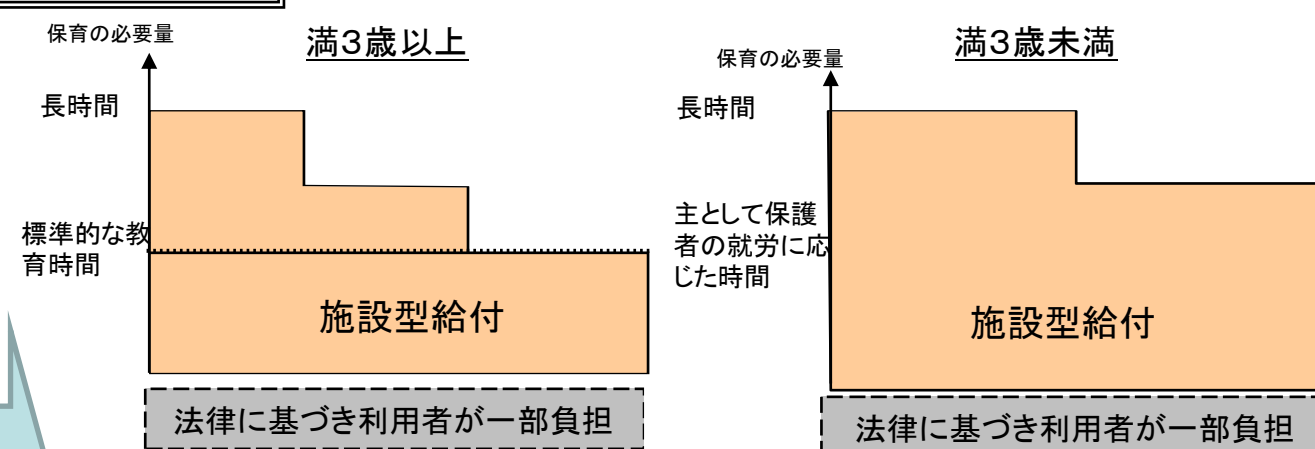 保育の必要量
満3歳以上
長時間
標準的な教
育時間
施設型給付
法律に基づき利用者が一部負担
保育の必要量
満3歳未満
長時間
主として保護
者の就労に応
じた時間
施設型給付
法律に基づき利用者が一部負担